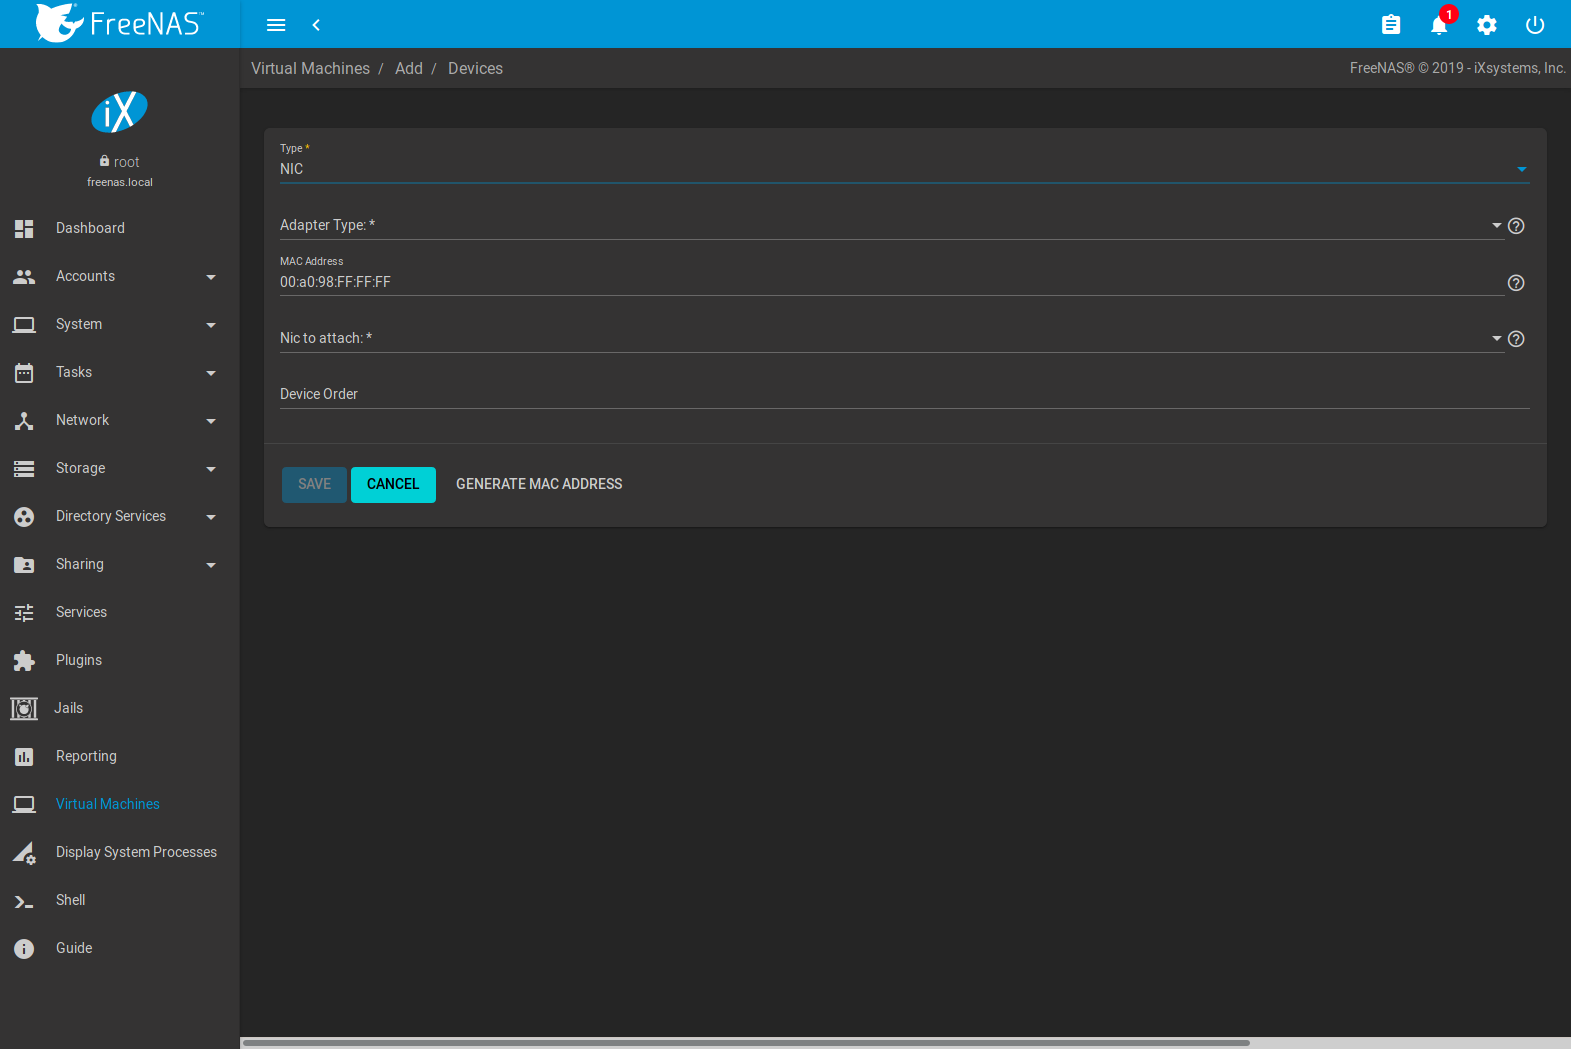 FreeNAS™
1
Virtual Machines / Add / Devices
FreeNAS® © 2019 - iXsystems, Inc.
iX
root
freenas.local
Dashboard
Accounts
System
Tasks
Network
Storage
Directory Services
Sharing
Services
Plugins
Jails
Reporting
Virtual Machines
Display System Processes
Shell
Guide
Type *
NIC
Adapter Type: *
MAC Address
00:a0:98:FF:FF:FF
Nic to attach: *
Device Order
SAVE
CANCEL
GENERATE MAC ADDRESS